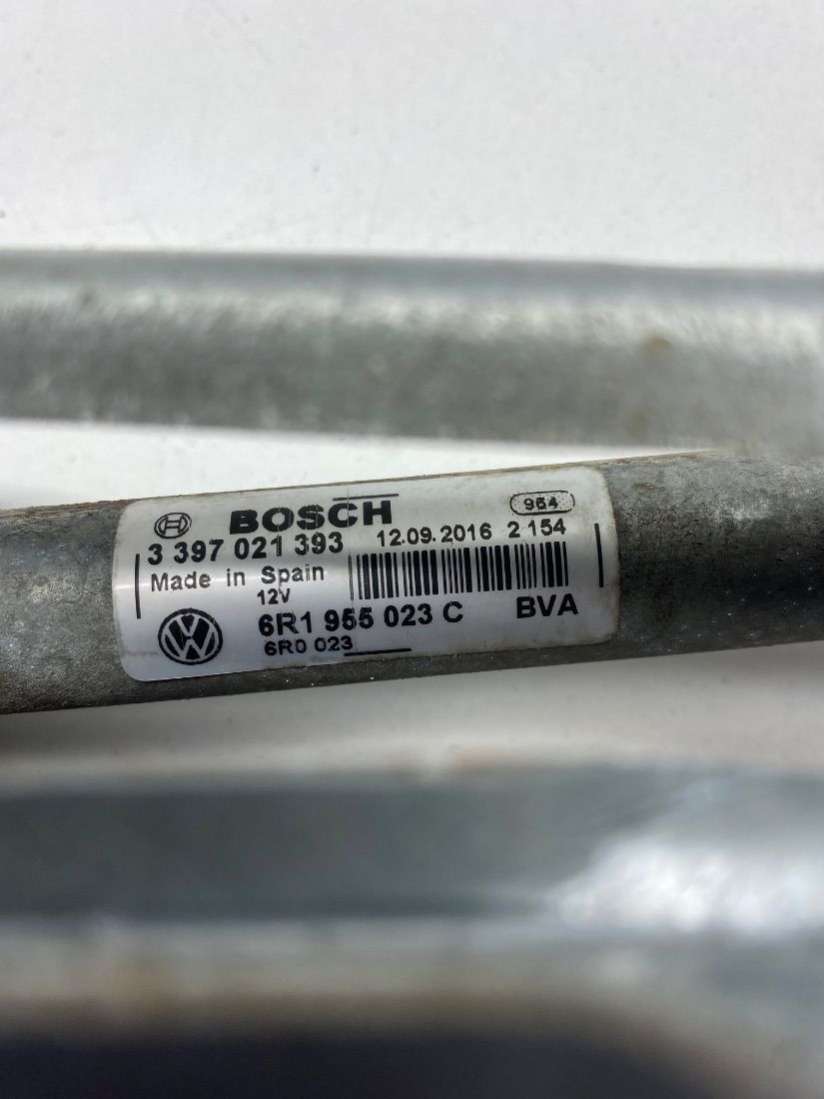 BOSCH 964
3 397 021 393 12.09.2016 2 154
Made in Spain
12V
6R1 955 023 C BVA
6R0 023